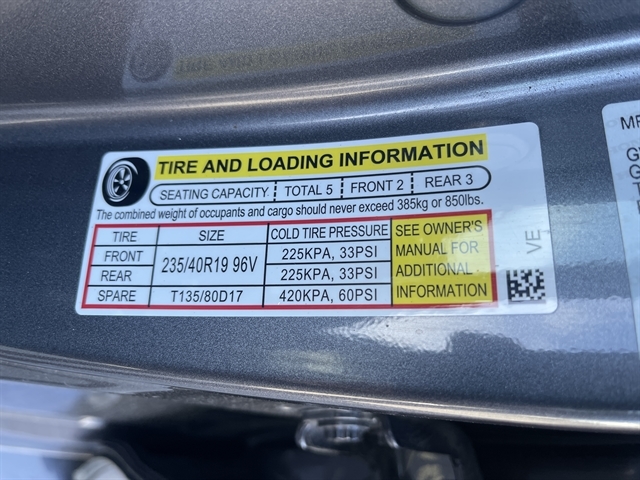 TIRE AND LOADING INFORMATION
SEATING CAPACITY TOTAL 5 FRONT 2 REAR 3
The combined weight of occupants and cargo should never exceed 385kg or 850lbs.
TIRE SIZE COLD TIRE PRESSURE SEE OWNER'S
FRONT 235/40R19 96V 225KPA, 33PSI MANUAL FOR
REAR 225KPA, 33PSI ADDITIONAL
SPARE T135/80D17 420KPA, 60PSI INFORMATION
VE